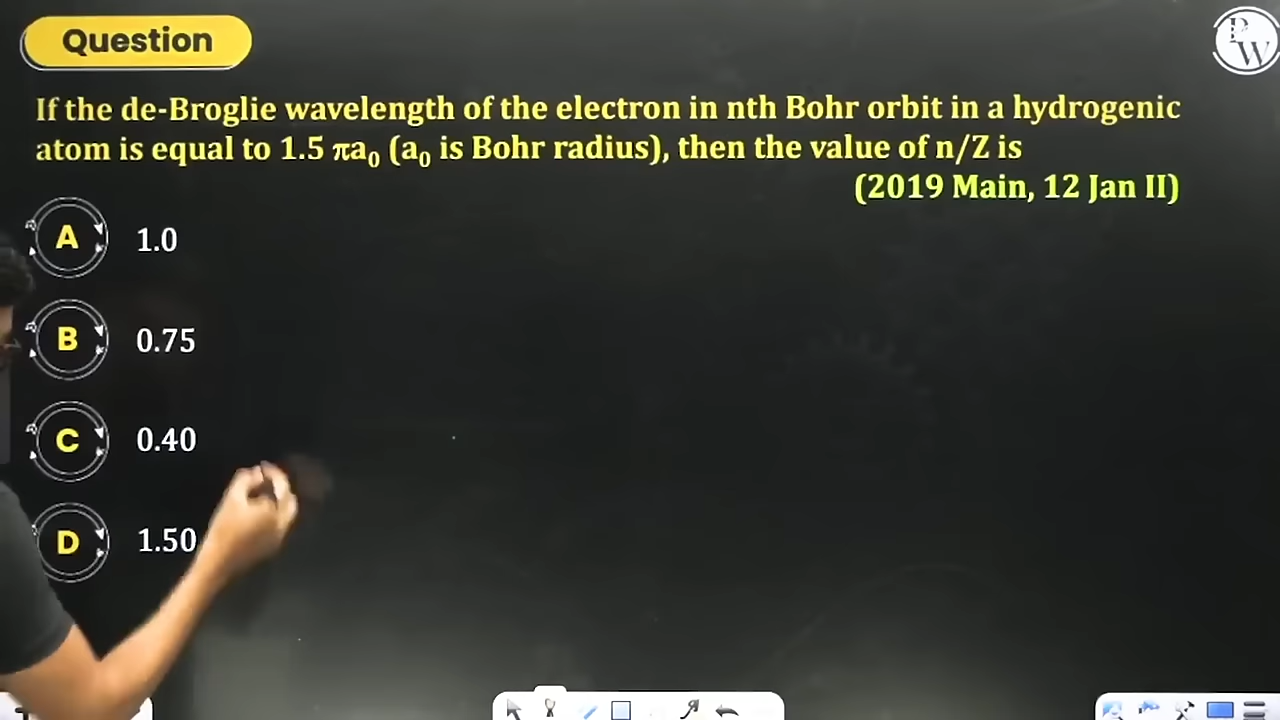 Question
PW
If the de-Broglie wavelength of the electron in nth Bohr orbit in a hydrogenic
atom is equal to 1.5 πa₀ (a₀ is Bohr radius), then the value of n/Z is
(2019 Main, 12 Jan II)
A 1.0
B 0.75
C 0.40
D 1.50